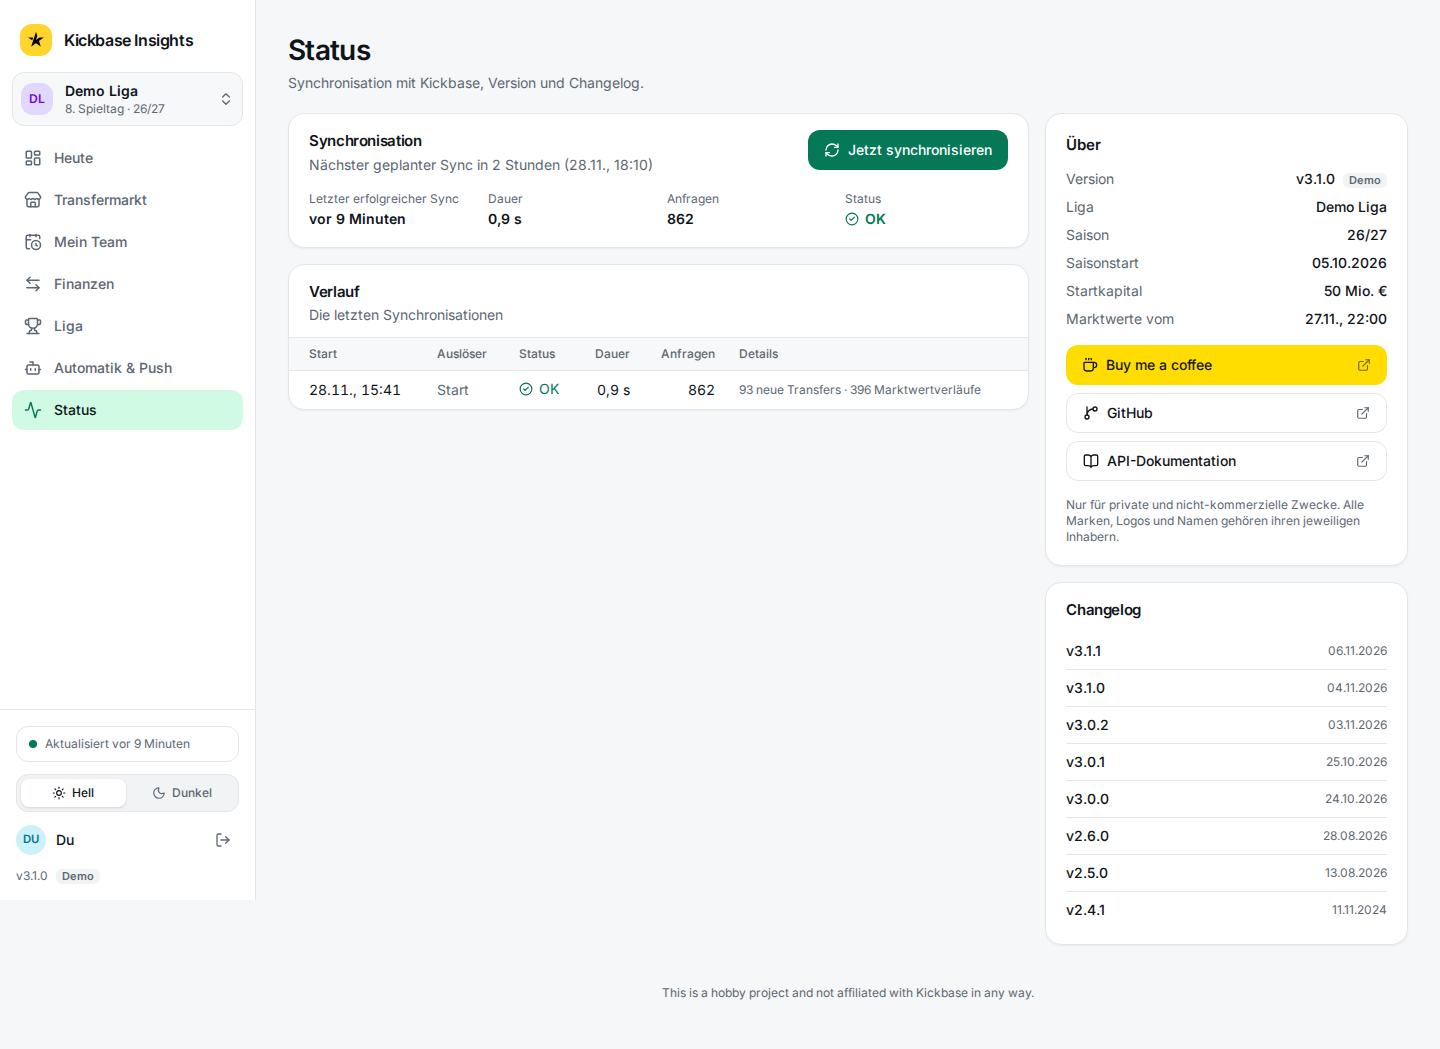 Kickbase Insights
DL
Demo Liga
8. Spieltag · 26/27
Heute
Transfermarkt
Mein Team
Finanzen
Liga
Automatik & Push
Status
Aktualisiert vor 9 Minuten
Hell
Dunkel
DU
Du
v3.1.0 Demo
Status
Synchronisation mit Kickbase, Version und Changelog.
Synchronisation
Nächster geplanter Sync in 2 Stunden (28.11., 18:10)
Jetzt synchronisieren
Letzter erfolgreicher Sync Dauer Anfragen Status
vor 9 Minuten 0,9 s 862 OK
Verlauf
Die letzten Synchronisationen
Start Auslöser Status Dauer Anfragen Details
28.11., 15:41 Start OK 0,9 s 862 93 neue Transfers · 396 Marktwertverläufe
Über
Version v3.1.0 Demo
Liga Demo Liga
Saison 26/27
Saisonstart 05.10.2026
Startkapital 50 Mio. €
Marktwerte vom 27.11., 22:00
Buy me a coffee
GitHub
API-Dokumentation
Nur für private und nicht-kommerzielle Zwecke. Alle
Marken, Logos und Namen gehören ihren jeweiligen
Inhabern.
Changelog
v3.1.1 06.11.2026
v3.1.0 04.11.2026
v3.0.2 03.11.2026
v3.0.1 25.10.2026
v3.0.0 24.10.2026
v2.6.0 28.08.2026
v2.5.0 13.08.2026
v2.4.1 11.11.2024
This is a hobby project and not affiliated with Kickbase in any way.